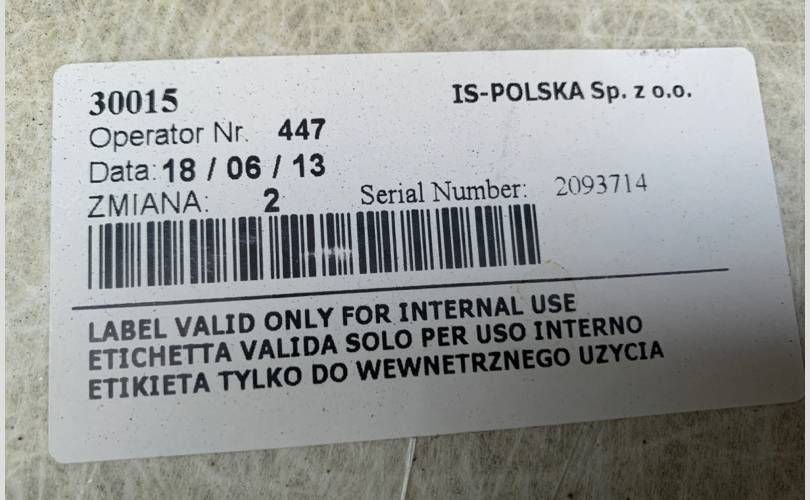 30015 IS-POLSKA Sp. z o.o.
Operator Nr. 447
Data: 18 / 06 / 13
ZMIANA: 2 Serial Number: 2093714
LABEL VALID ONLY FOR INTERNAL USE
ETICHETTA VALIDA SOLO PER USO INTERNO
ETIKIETA TYLKO DO WEWNETRZNEGO UZYCIA